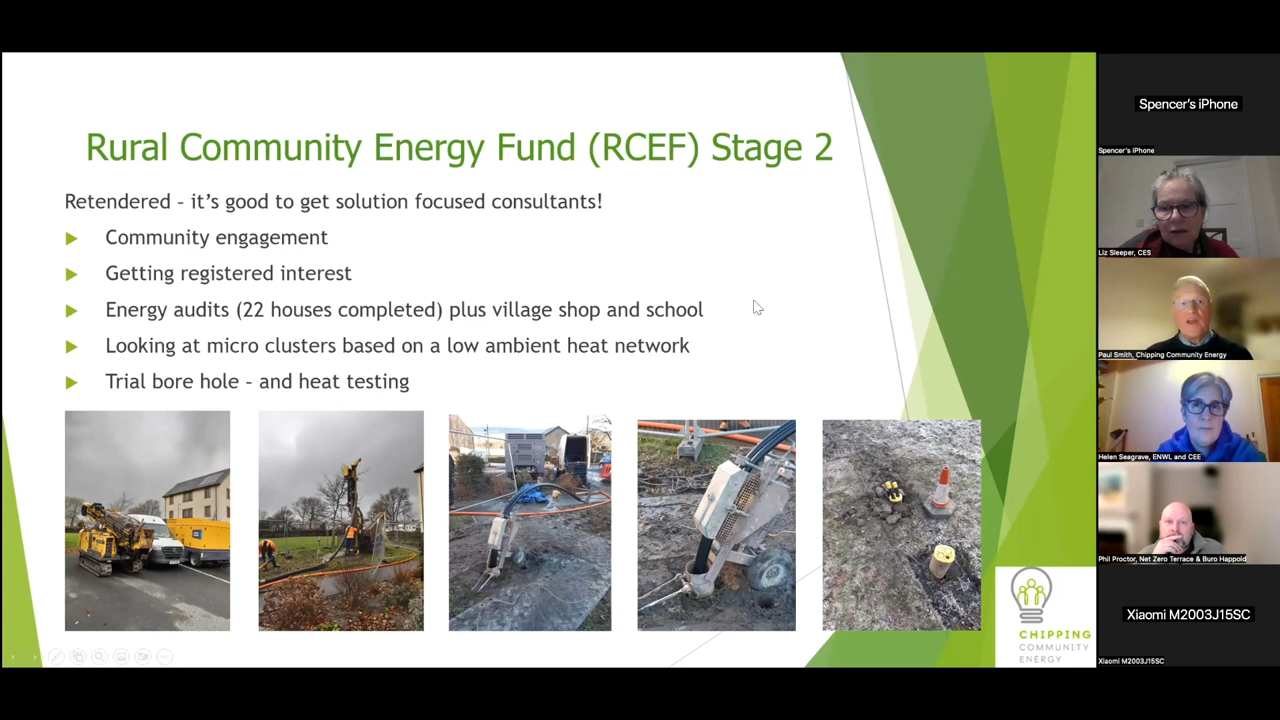 Rural Community Energy Fund (RCEF) Stage 2
Retendered – it's good to get solution focused consultants!
Community engagement
Getting registered interest
Energy audits (22 houses completed) plus village shop and school
Looking at micro clusters based on a low ambient heat network
Trial bore hole – and heat testing
CHIPPING
COMMUNITY
ENERGY
Spencer's iPhone
Spencer's iPhone
Liz Sleeper, CES
Paul Smith, Chipping Community Energy
Helen Seagrave, ENWL and CEE
Phil Proctor, Net Zero Terrace & Buro Happold
Xiaomi M2003J15SC
Xiaomi M2003J15SC